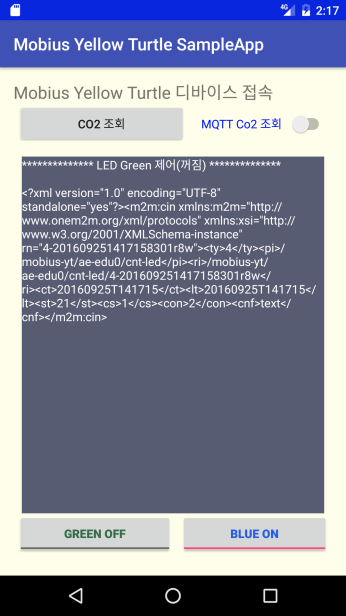 4G 2:17
Mobius Yellow Turtle SampleApp
Mobius Yellow Turtle 디바이스 접속
CO2 조회 MQTT Co2 조회
************** LED Green 제어(꺼짐) **************
<?xml version="1.0" encoding="UTF-8"
standalone="yes"?><m2m:cin xmlns:m2m="http://
www.onem2m.org/xml/protocols" xmlns:xsi="http://
www.w3.org/2001/XMLSchema-instance"
rn="4-201609251417158301r8w"><ty>4</ty><pi>/
mobius-yt/ae-edu0/cnt-led</pi><ri>/mobius-yt/
ae-edu0/cnt-led/4-201609251417158301r8w</
ri><ct>20160925T141715</ct><lt>20160925T141715</
lt><st>21</st><cs>1</cs><con>2</con><cnf>text</
cnf></m2m:cin>
GREEN OFF BLUE ON